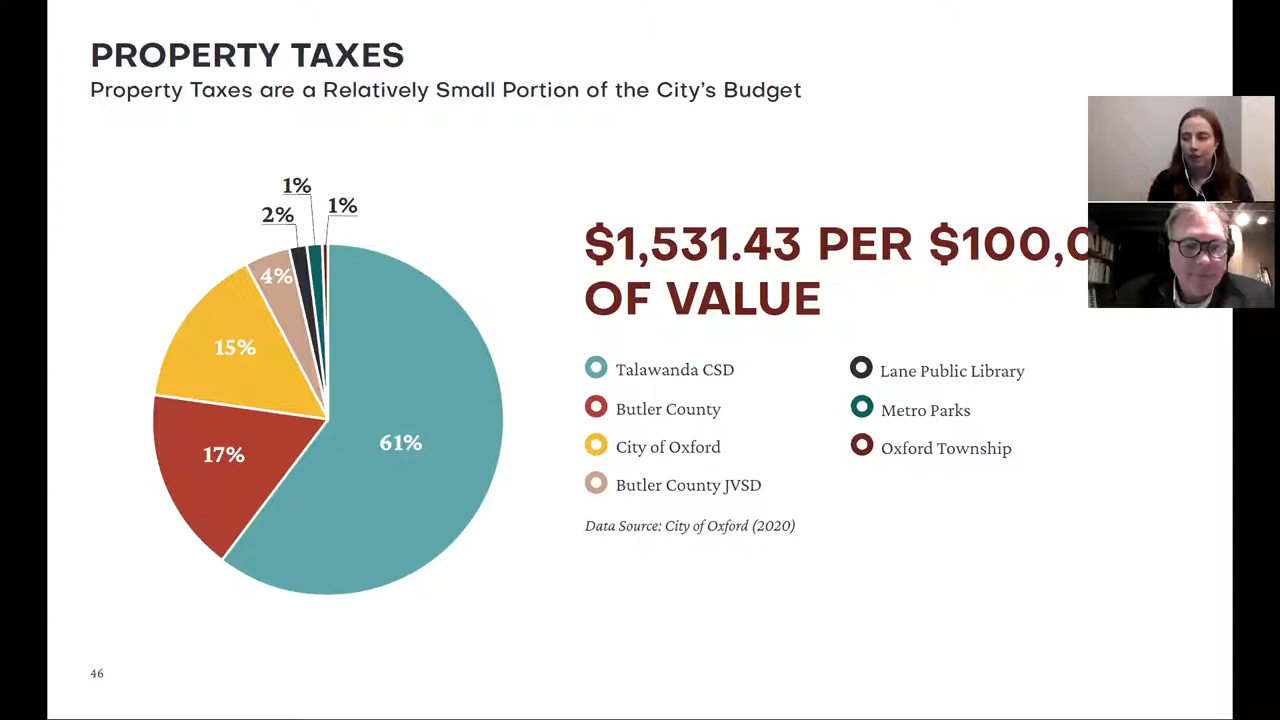 PROPERTY TAXES
Property Taxes are a Relatively Small Portion of the City's Budget
1%
2%
1%
4%
15%
17%
61%
$1,531.43 PER $100,0
OF VALUE
Talawanda CSD
Butler County
City of Oxford
Butler County JVSD
Lane Public Library
Metro Parks
Oxford Township
Data Source: City of Oxford (2020)
46